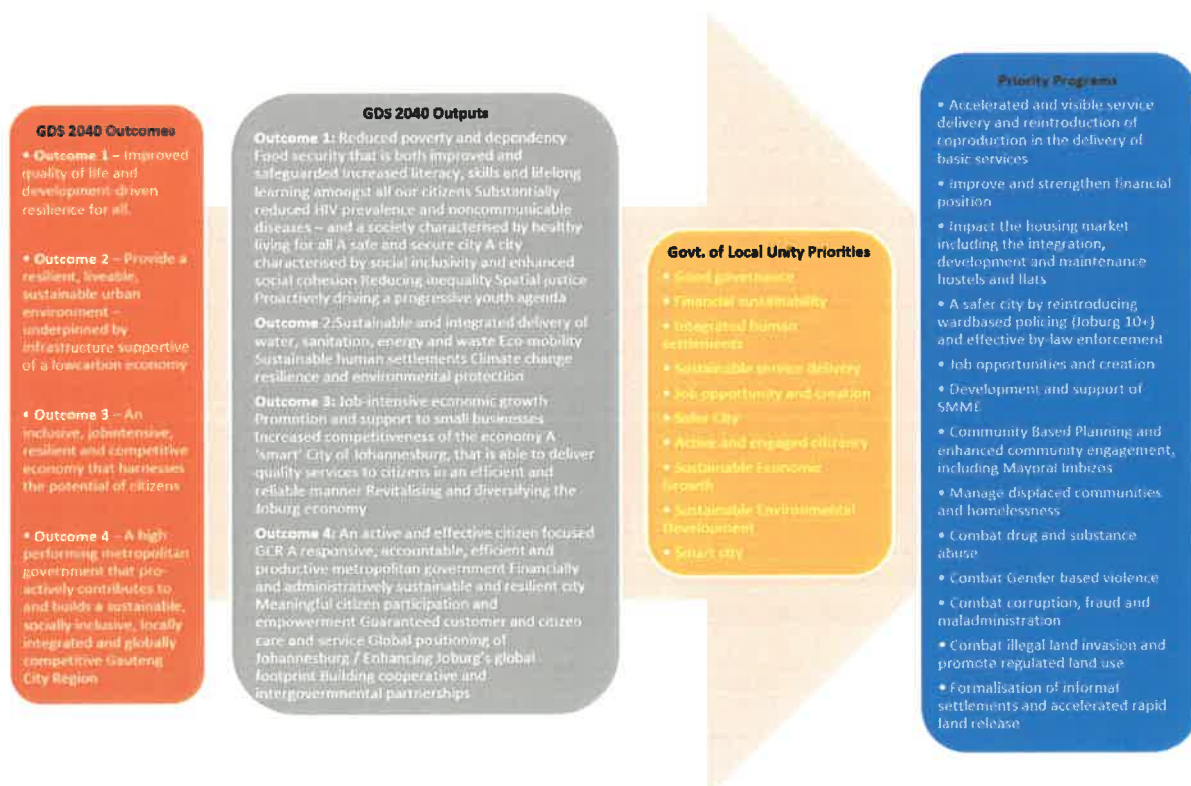 GDS 2040 Outcomes
• Outcome 1 – Improved
quality of life and
development-driven
resilience for all.
• Outcome 2 – Provide a
resilient, liveable,
sustainable urban
environment –
underpinned by
infrastructure supportive
of a lowcarbon economy
• Outcome 3 – An
inclusive, jobintensive,
resilient and competitive
economy that harnesses
the potential of citizens
• Outcome 4 – A high
performing metropolitan
government that pro-
actively contributes to
and builds a sustainable,
socially inclusive, locally
integrated and globally
competitive Gauteng
City Region
GDS 2040 Outputs
Outcome 1: Reduced poverty and dependency
Food security that is both improved and
safeguarded Increased literacy, skills and lifelong
learning amongst all our citizens Substantially
reduced HIV prevalence and noncommunicable
diseases – and a society characterised by healthy
living for all A safe and secure city A city
characterised by social inclusivity and enhanced
social cohesion Reducing inequality Spatial justice
Proactively driving a progressive youth agenda
Outcome 2:Sustainable and integrated delivery of
water, sanitation, energy and waste Eco-mobility
Sustainable human settlements Climate change
resilience and environmental protection
Outcome 3: Job-intensive economic growth
Promotion and support to small businesses
Increased competitiveness of the economy A
'smart' City of Johannesburg, that is able to deliver
quality services to citizens in an efficient and
reliable manner Revitalising and diversifying the
Joburg economy
Outcome 4: An active and effective citizen focused
GCR A responsive, accountable, efficient and
productive metropolitan government Financially
and administratively sustainable and resilient city
Meaningful citizen participation and
empowerment Guaranteed customer and citizen
care and service Global positioning of
Johannesburg / Enhancing Joburg's global
footprint Building cooperative and
intergovernmental partnerships
Govt. of Local Unity Priorities
• Good governance
• Financial sustainability
• Integrated human
settlements
• Sustainable service delivery
• Job opportunity and creation
• Safer City
• Active and engaged citizenry
• Sustainable Economic
Growth
• Sustainable Environmental
Development
• Smart city
Priority Programs
• Accelerated and visible service
delivery and reintroduction of
coproduction in the delivery of
basic services
• Improve and strengthen financial
position
• Impact the housing market
including the integration,
development and maintenance
hostels and flats
• A safer city by reintroducing
wardbased policing (Joburg 10+)
and effective by-law enforcement
• Job opportunities and creation
• Development and support of
SMME
• Community Based Planning and
enhanced community engagement,
including Mayoral Imbizos
• Manage displaced communities
and homelessness
• Combat drug and substance
abuse
• Combat Gender based violence
• Combat corruption, fraud and
maladministration
• Combat illegal land invasion and
promote regulated land use
• Formalisation of informal
settlements and accelerated rapid
land release